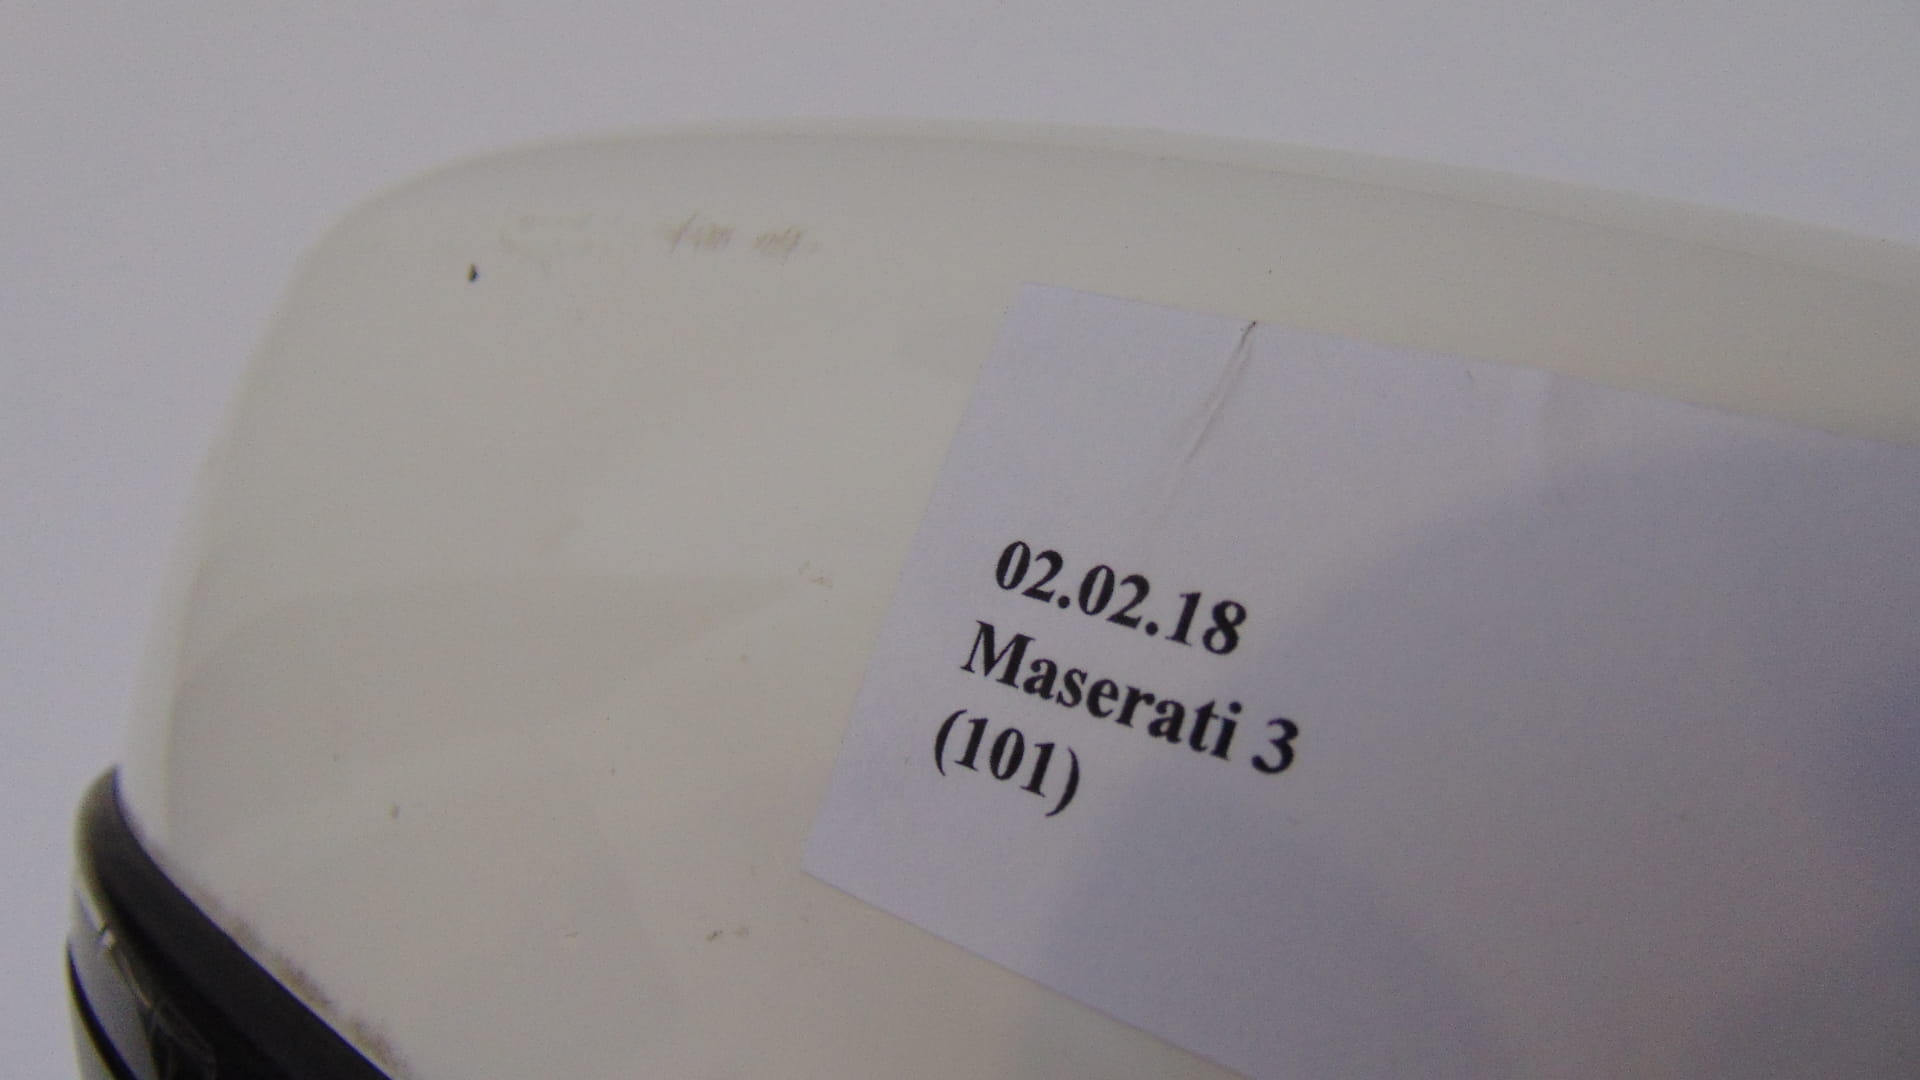 02.02.18
Maserati 3
(101)